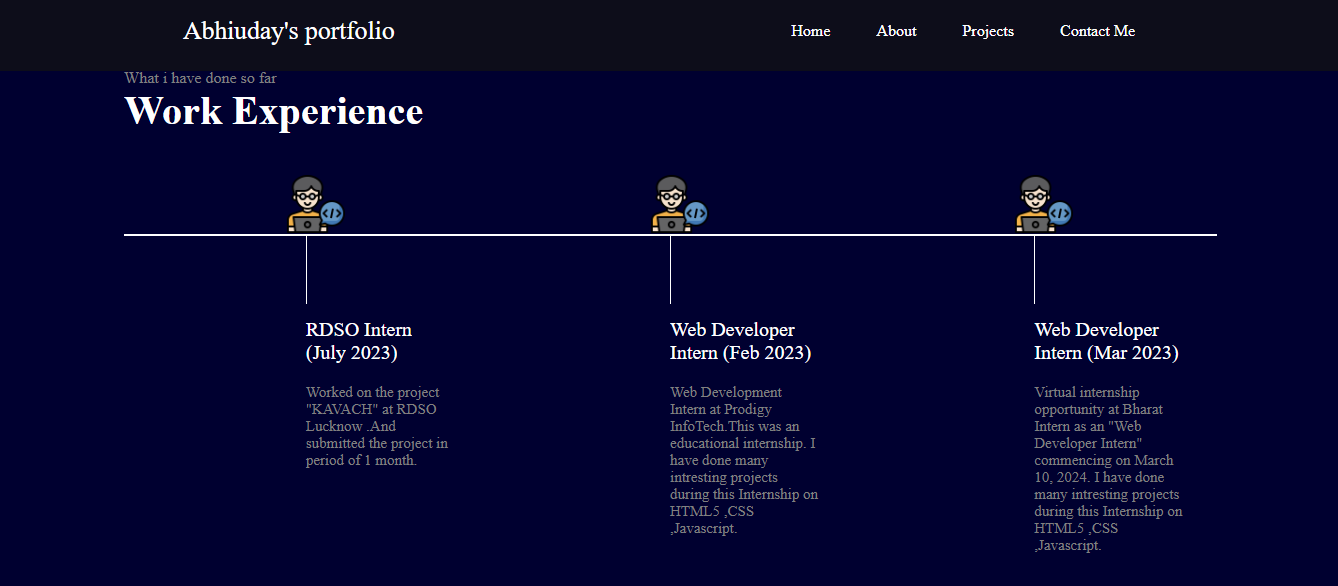 Abhiuday's portfolio
Home
About
Projects
Contact Me
What i have done so far
Work Experience
</>
</>
</>
RDSO Intern
(July 2023)
Worked on the project
"KAVACH" at RDSO
Lucknow .And
submitted the project in
period of 1 month.
Web Developer
Intern (Feb 2023)
Web Development
Intern at Prodigy
InfoTech.This was an
educational internship. I
have done many
intresting projects
during this Internship on
HTML5 ,CSS
,Javascript.
Web Developer
Intern (Mar 2023)
Virtual internship
opportunity at Bharat
Intern as an "Web
Developer Intern"
commencing on March
10, 2024. I have done
many intresting projects
during this Internship on
HTML5 ,CSS
,Javascript.